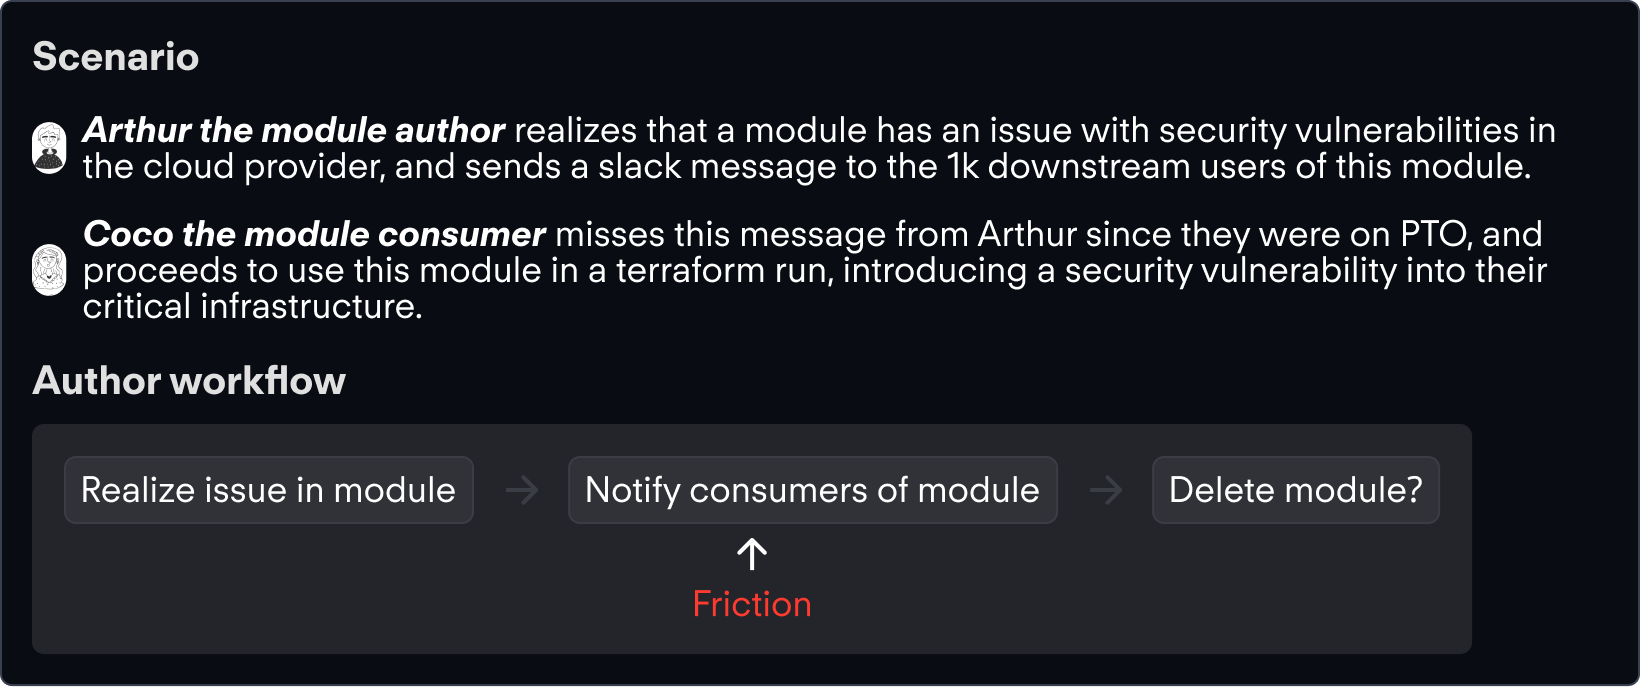 Scenario
Arthur the module author realizes that a module has an issue with security vulnerabilities in
the cloud provider, and sends a slack message to the 1k downstream users of this module.
Coco the module consumer misses this message from Arthur since they were on PTO, and
proceeds to use this module in a terraform run, introducing a security vulnerability into their
critical infrastructure.
Author workflow
Realize issue in module
Notify consumers of module
Delete module?
Friction